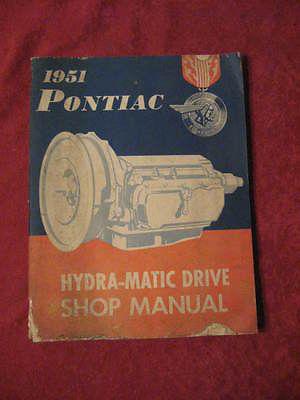 1951
PONTIAC
HYDRA-MATIC DRIVE
SHOP MANUAL